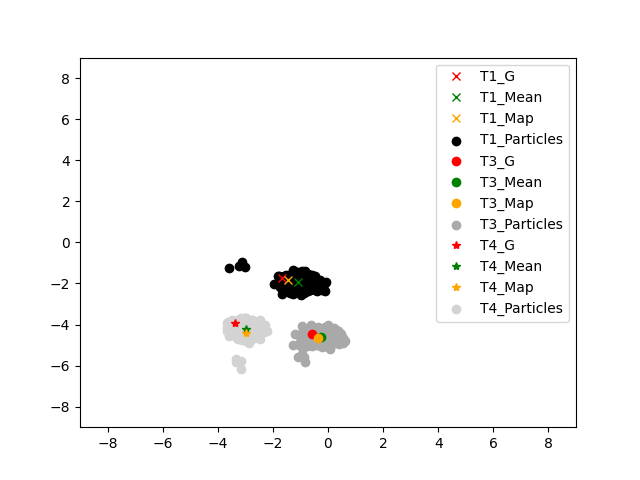 8
6
4
2
0
−2
−4
−6
−8
−8 −6 −4 −2 0 2 4 6 8
T1_G
T1_Mean
T1_Map
T1_Particles
T3_G
T3_Mean
T3_Map
T3_Particles
T4_G
T4_Mean
T4_Map
T4_Particles